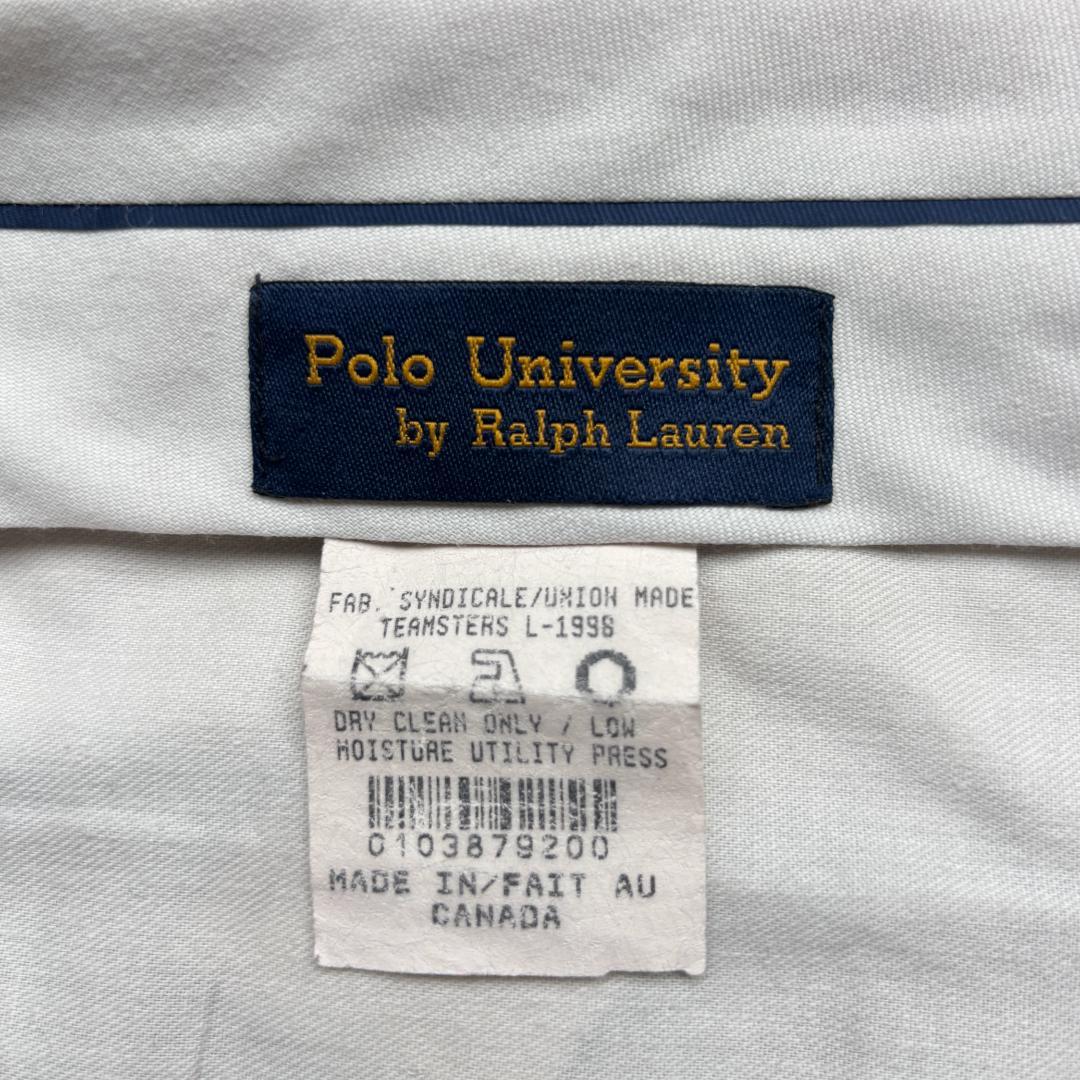 Polo University
by Ralph Lauren
FAB. SYNDICALE/UNION MADE
TEAMSTERS L-1998
DRY CLEAN ONLY / LOW
MOISTURE UTILITY PRESS
0103879200
MADE IN/FAIT AU
CANADA